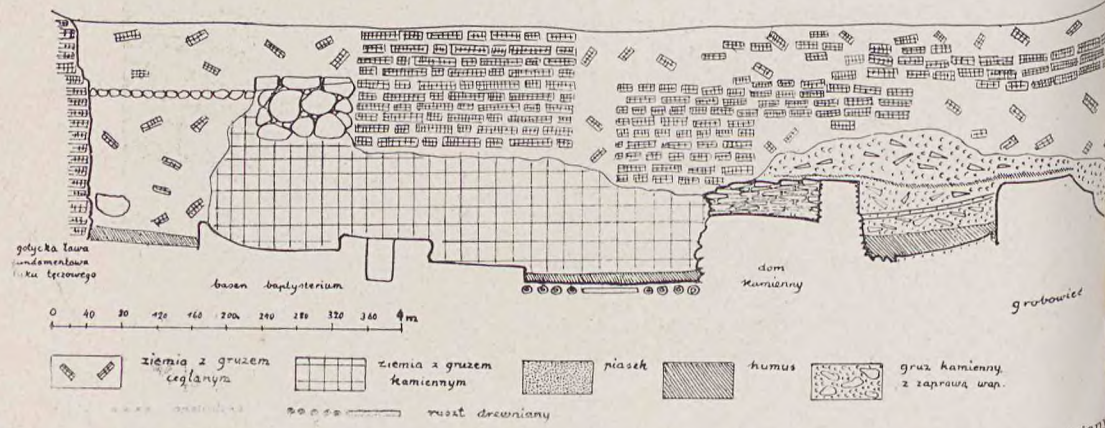 gotycka ława
fundamentowa
łuku tęczowego
basen baptysterium
dom
kamienny
grobowiec
0 40 80 120 160 200 240 280 320 360 4m
ziemia z gruzem
ceglanym
ziemia z gruzem
kamiennym
piasek
humus
gruz kamienny
z zaprawą wap.
ruszt drewniany